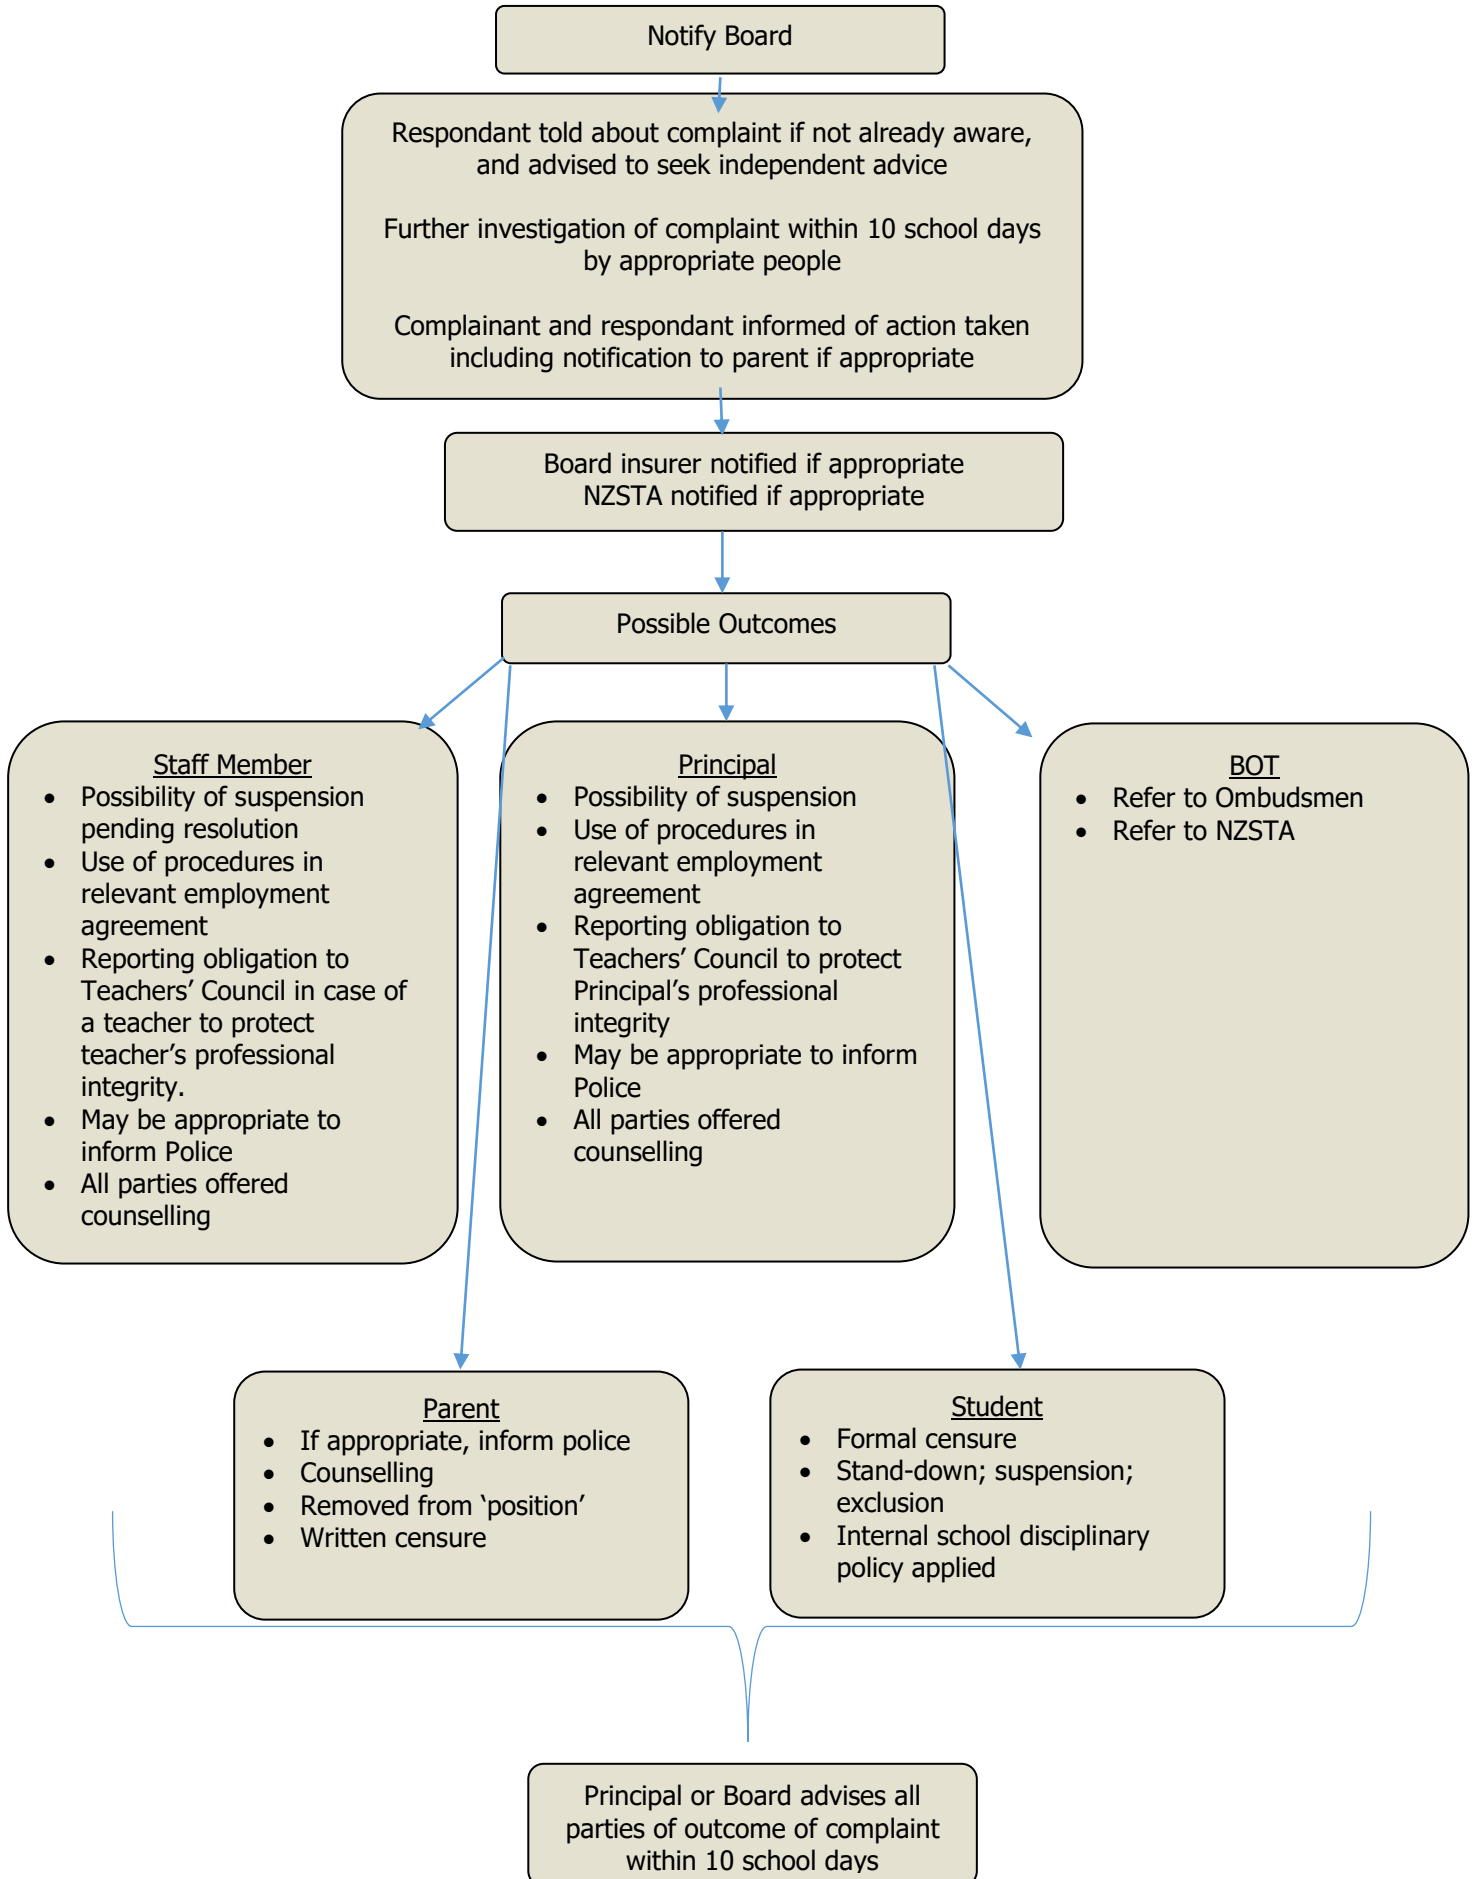 Notify Board
Respondant told about complaint if not already aware,
and advised to seek independent advice
Further investigation of complaint within 10 school days
by appropriate people
Complainant and respondant informed of action taken
including notification to parent if appropriate
Board insurer notified if appropriate
NZSTA notified if appropriate
Possible Outcomes
Staff Member
• Possibility of suspension
pending resolution
• Use of procedures in
relevant employment
agreement
• Reporting obligation to
Teachers’ Council in case of
a teacher to protect
teacher’s professional
integrity.
• May be appropriate to
inform Police
• All parties offered
counselling
Principal
• Possibility of suspension
• Use of procedures in
relevant employment
agreement
• Reporting obligation to
Teachers’ Council to protect
Principal’s professional
integrity
• May be appropriate to inform
Police
• All parties offered
counselling
BOT
• Refer to Ombudsmen
• Refer to NZSTA
Parent
• If appropriate, inform police
• Counselling
• Removed from ‘position’
• Written censure
Student
• Formal censure
• Stand-down; suspension;
exclusion
• Internal school disciplinary
policy applied
Principal or Board advises all
parties of outcome of complaint
within 10 school days